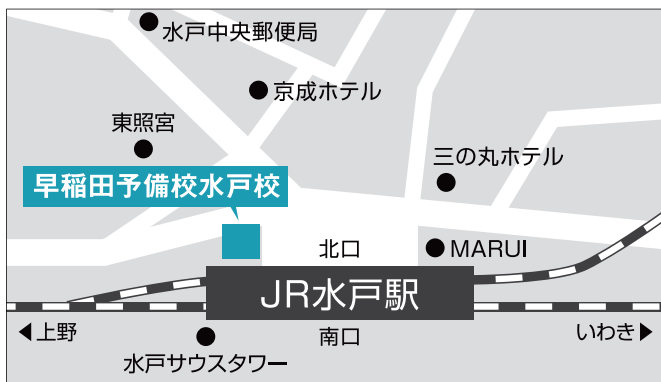 水戸中央郵便局
京成ホテル
東照宮
三の丸ホテル
早稲田予備校水戸校
北口
MARUI
JR水戸駅
◀上野
南口
いわき▶
水戸サウスタワー